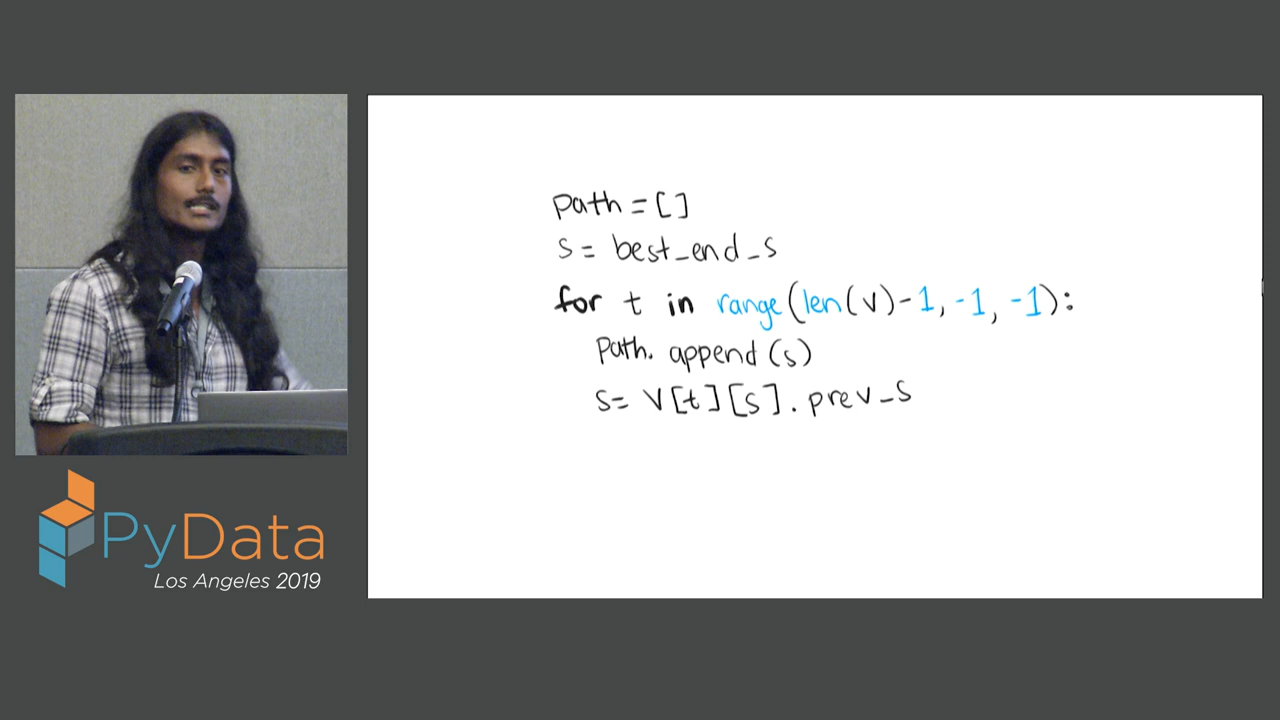 path = []
s = best_end_s
for t in range(len(v)-1, -1, -1):
path. append(s)
s= V[t][s]. prev_s
PyData
Los Angeles 2019